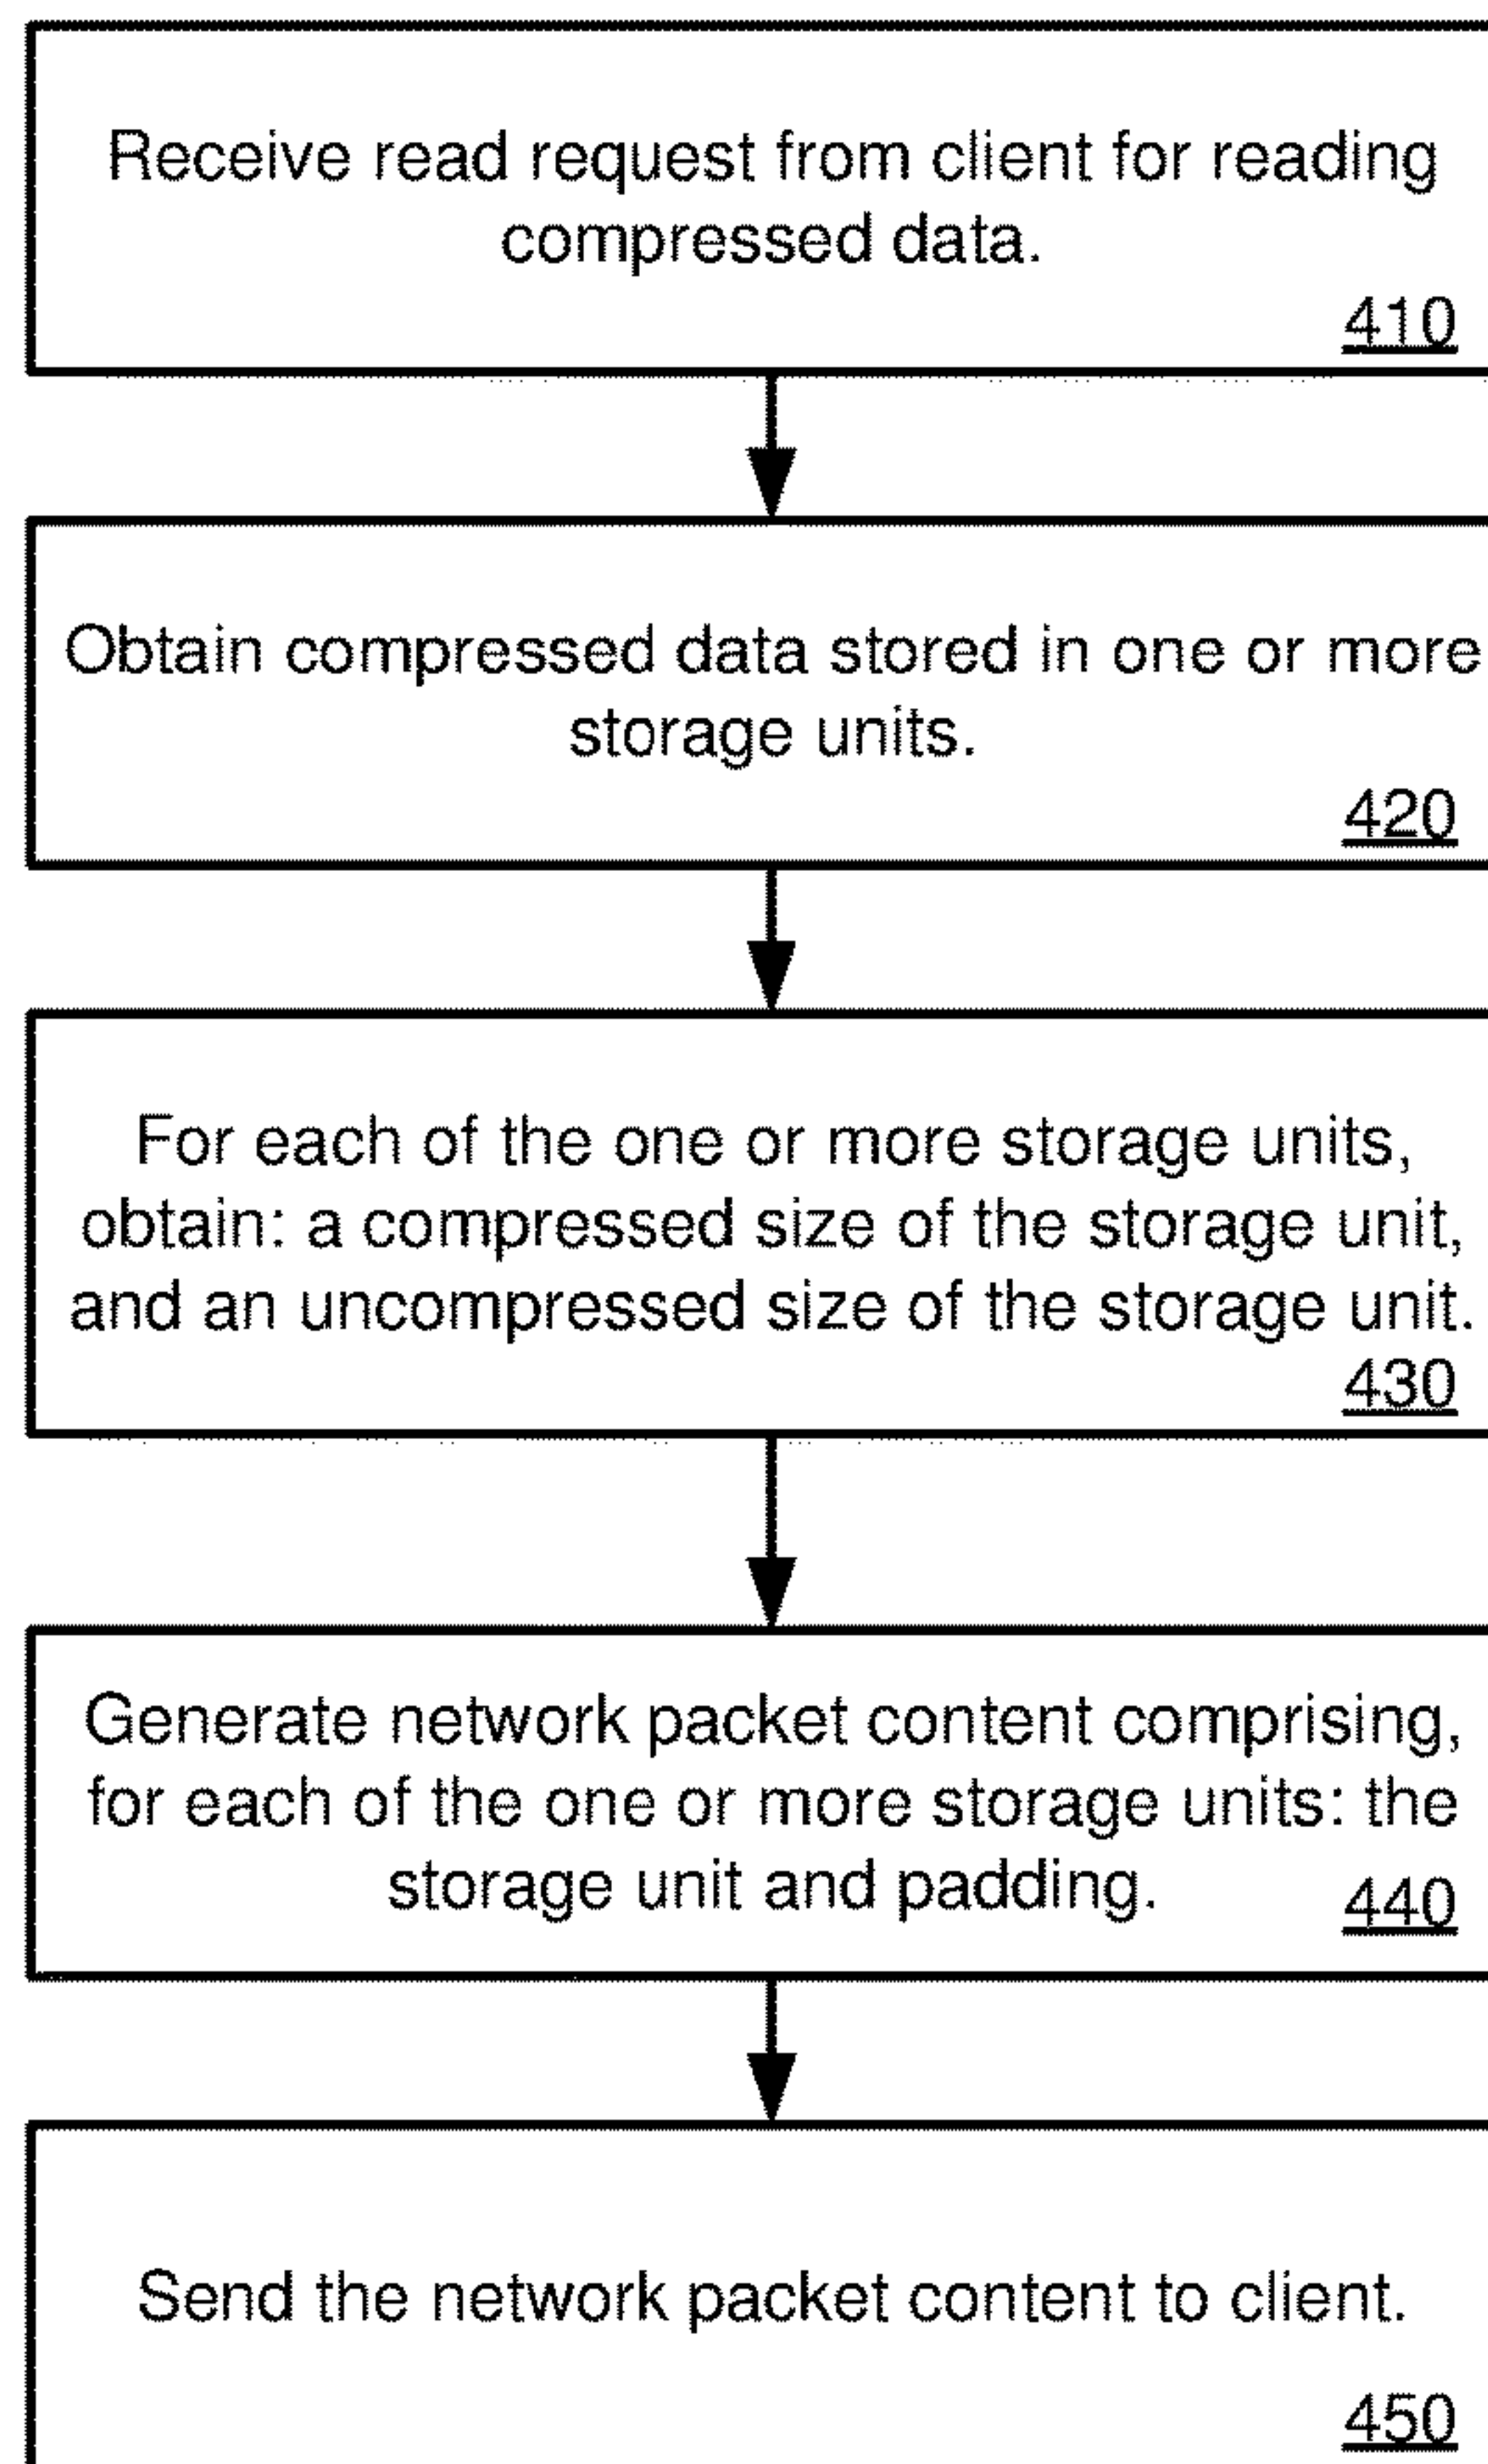 Receive read request from client for reading
compressed data.
410
Obtain compressed data stored in one or more
storage units.
420
For each of the one or more storage units,
obtain: a compressed size of the storage unit,
and an uncompressed size of the storage unit.
430
Generate network packet content comprising,
for each of the one or more storage units: the
storage unit and padding.
440
Send the network packet content to client.
450